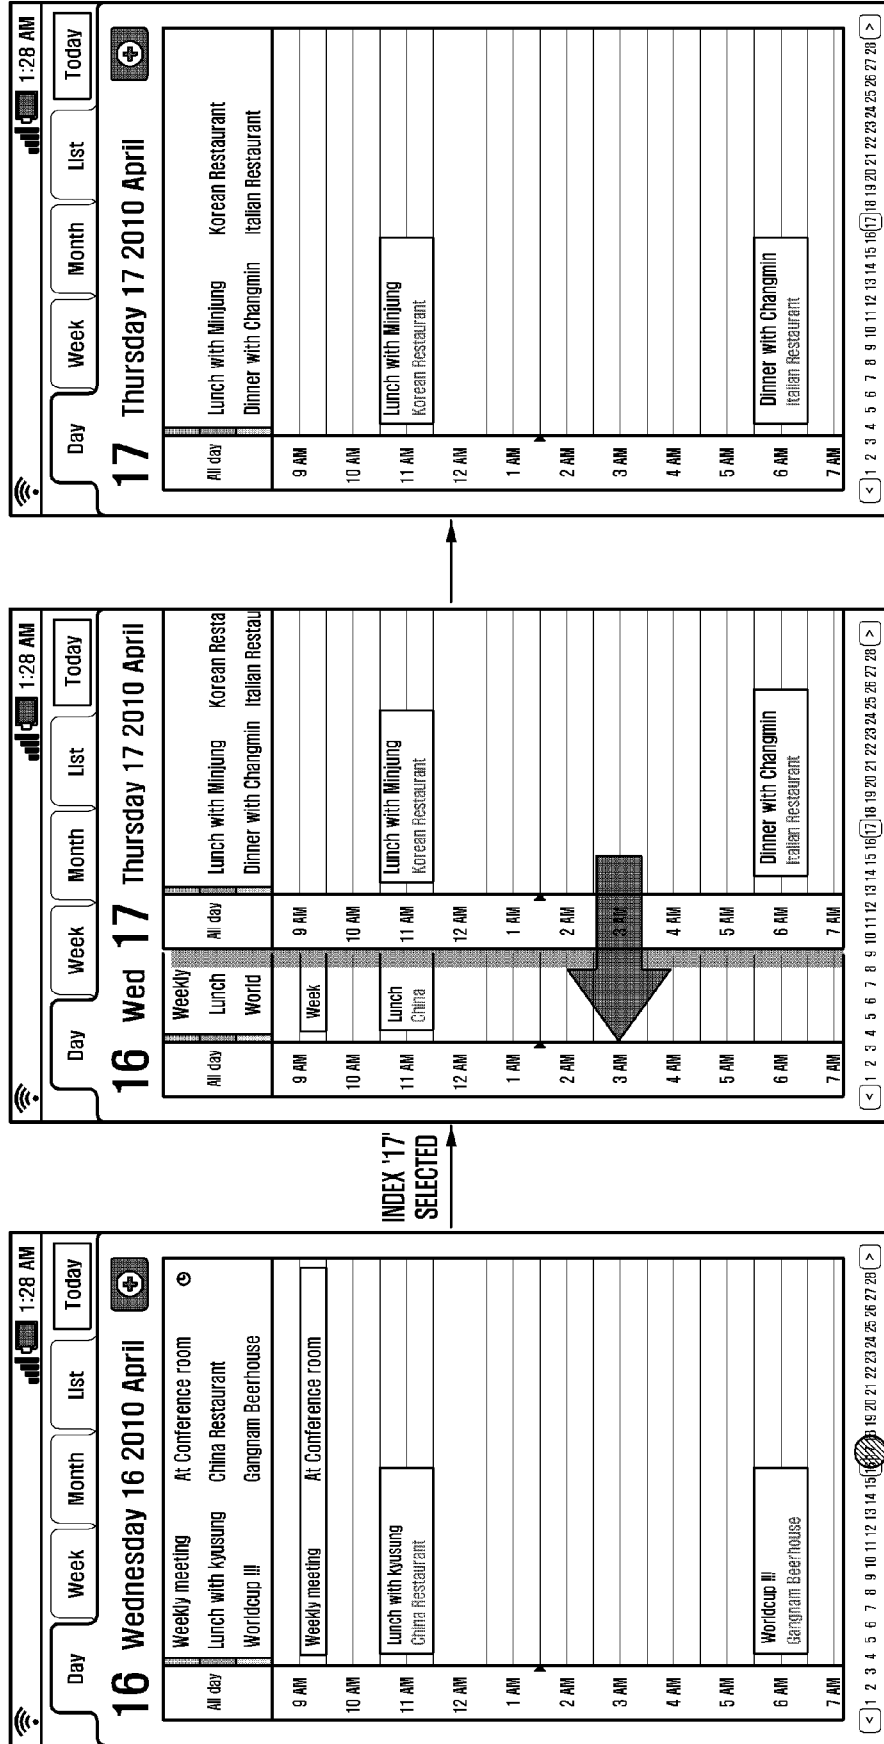 1:28 AM
Day Week Month List Today
16 Wednesday 16 2010 April
All day
Weekly meeting At Conference room
Lunch with kyusung China Restaurant
Worldcup !!! Gangnam Beerhouse
9 AM
Weekly meeting At Conference room
10 AM
11 AM
Lunch with kyusung
China Restaurant
12 AM
1 AM
2 AM
3 AM
4 AM
5 AM
6 AM
Worldcup !!!
Gangnam Beerhouse
7 AM
< 1 2 3 4 5 6 7 8 9 10 11 12 13 14 15 19 20 21 22 23 24 25 26 27 28 >
INDEX '17'
SELECTED
1:28 AM
Day Week Month List Today
16 Wed 17 Thursday 17 2010 April
All day
Weekly
Lunch
World
All day
Lunch with Minjung Korean Resta
Dinner with Changmin Italian Restau
9 AM Week 9 AM
10 AM 10 AM
11 AM Lunch
China
11 AM Lunch with Minjung
Korean Restaurant
12 AM 12 AM
1 AM 1 AM
2 AM 2 AM
3 AM 3 AM
4 AM 4 AM
5 AM 5 AM
6 AM 6 AM
Dinner with Changmin
Italian Restaurant
7 AM 7 AM
< 1 2 3 4 5 6 7 8 9 10 11 12 13 14 15 16 17 18 19 20 21 22 23 24 25 26 27 28 >
1:28 AM
Day Week Month List Today
17 Thursday 17 2010 April
All day
Lunch with Minjung Korean Restaurant
Dinner with Changmin Italian Restaurant
9 AM
10 AM
11 AM
Lunch with Minjung
Korean Restaurant
12 AM
1 AM
2 AM
3 AM
4 AM
5 AM
6 AM
Dinner with Changmin
Italian Restaurant
7 AM
< 1 2 3 4 5 6 7 8 9 10 11 12 13 14 15 16 17 18 19 20 21 22 23 24 25 26 27 28 >